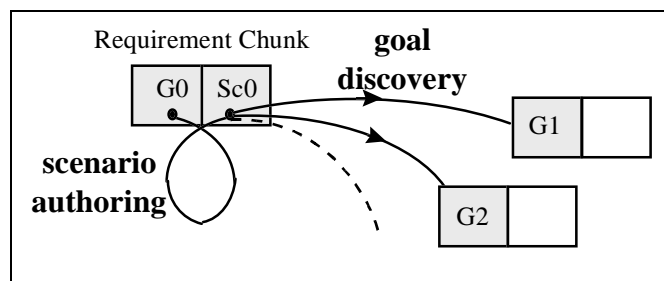 Requirement Chunk
goal
discovery
G0 Sc0
G1
scenario
authoring
G2